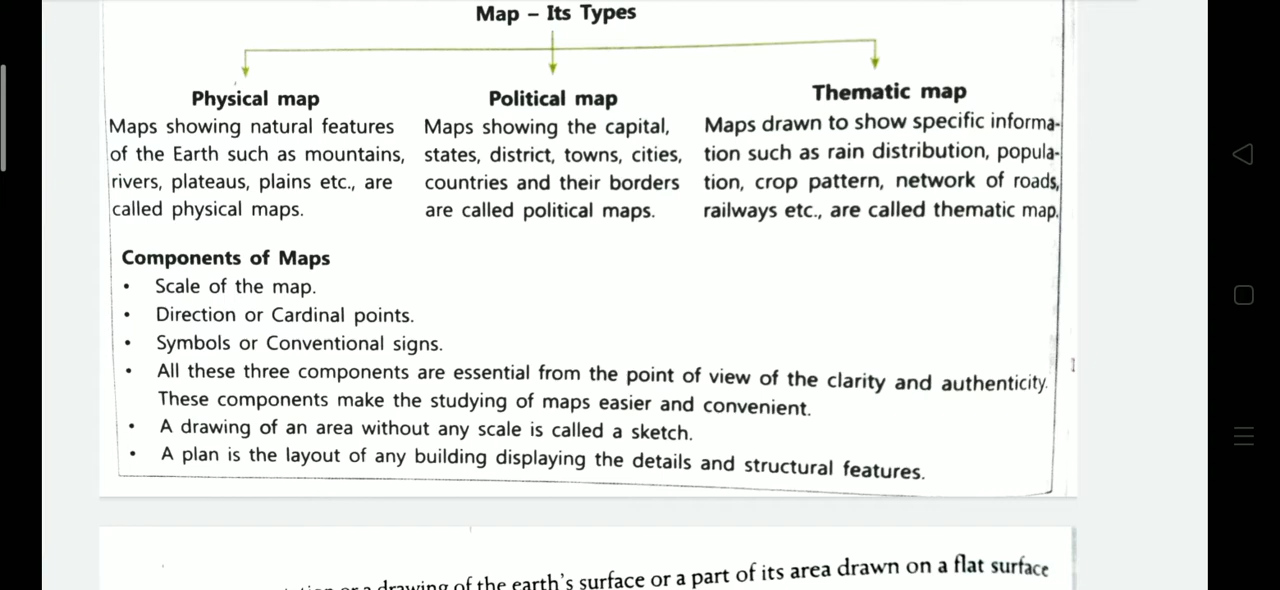 Map – Its Types
Physical map
Maps showing natural features
of the Earth such as mountains,
rivers, plateaus, plains etc., are
called physical maps.
Political map
Maps showing the capital,
states, district, towns, cities,
countries and their borders
are called political maps.
Thematic map
Maps drawn to show specific informa-
tion such as rain distribution, popula-
tion, crop pattern, network of roads,
railways etc., are called thematic map.
Components of Maps
• Scale of the map.
• Direction or Cardinal points.
• Symbols or Conventional signs.
• All these three components are essential from the point of view of the clarity and authenticity.
These components make the studying of maps easier and convenient.
• A drawing of an area without any scale is called a sketch.
• A plan is the layout of any building displaying the details and structural features.
or a drawing of the earth's surface or a part of its area drawn on a flat surface